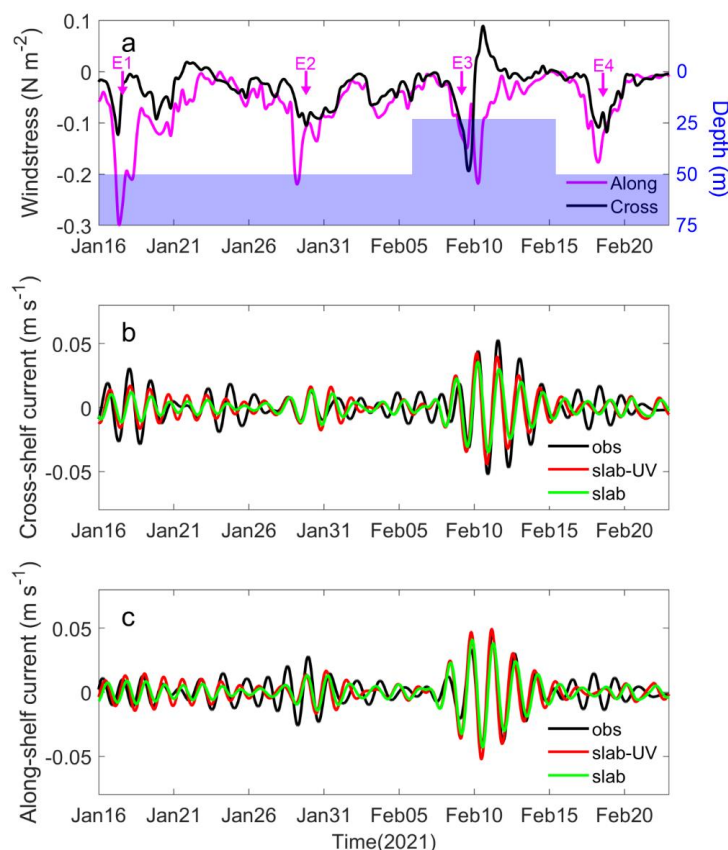 a
E1 E2 E3 E4
Windstress (N m⁻²)
0.1
0
-0.1
-0.2
-0.3
0
25
50
75
Depth (m)
Along
Cross
Jan16 Jan21 Jan26 Jan31 Feb05 Feb10 Feb15 Feb20
b
Cross-shelf current (m s⁻¹)
0.05
0
-0.05
obs
slab-UV
slab
Jan16 Jan21 Jan26 Jan31 Feb05 Feb10 Feb15 Feb20
c
Along-shelf current (m s⁻¹)
0.05
0
-0.05
obs
slab-UV
slab
Jan16 Jan21 Jan26 Jan31 Feb05 Feb10 Feb15 Feb20
Time(2021)